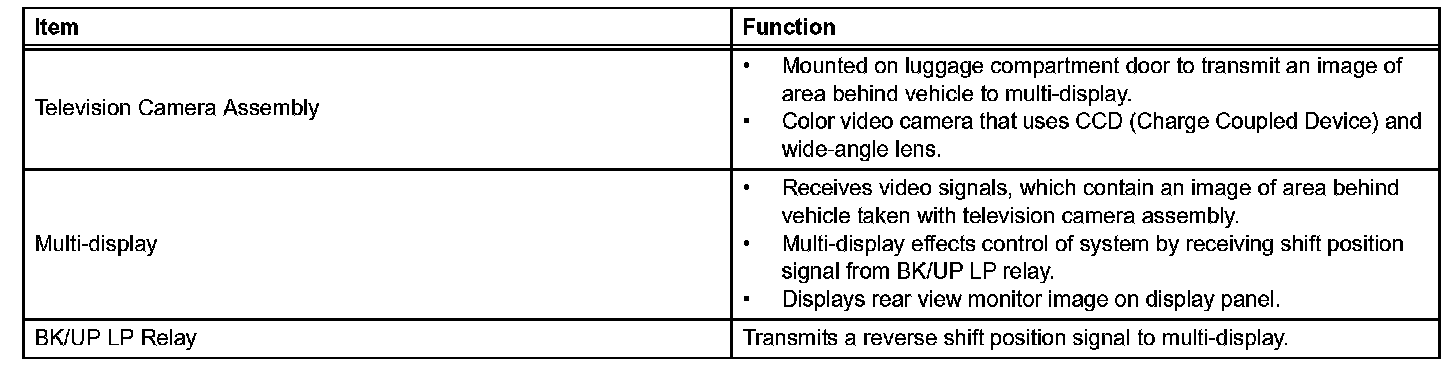 Item
Function
Television Camera Assembly
• Mounted on luggage compartment door to transmit an image of
area behind vehicle to multi-display.
• Color video camera that uses CCD (Charge Coupled Device) and
wide-angle lens.
Multi-display
• Receives video signals, which contain an image of area behind
vehicle taken with television camera assembly.
• Multi-display effects control of system by receiving shift position
signal from BK/UP LP relay.
• Displays rear view monitor image on display panel.
BK/UP LP Relay
Transmits a reverse shift position signal to multi-display.